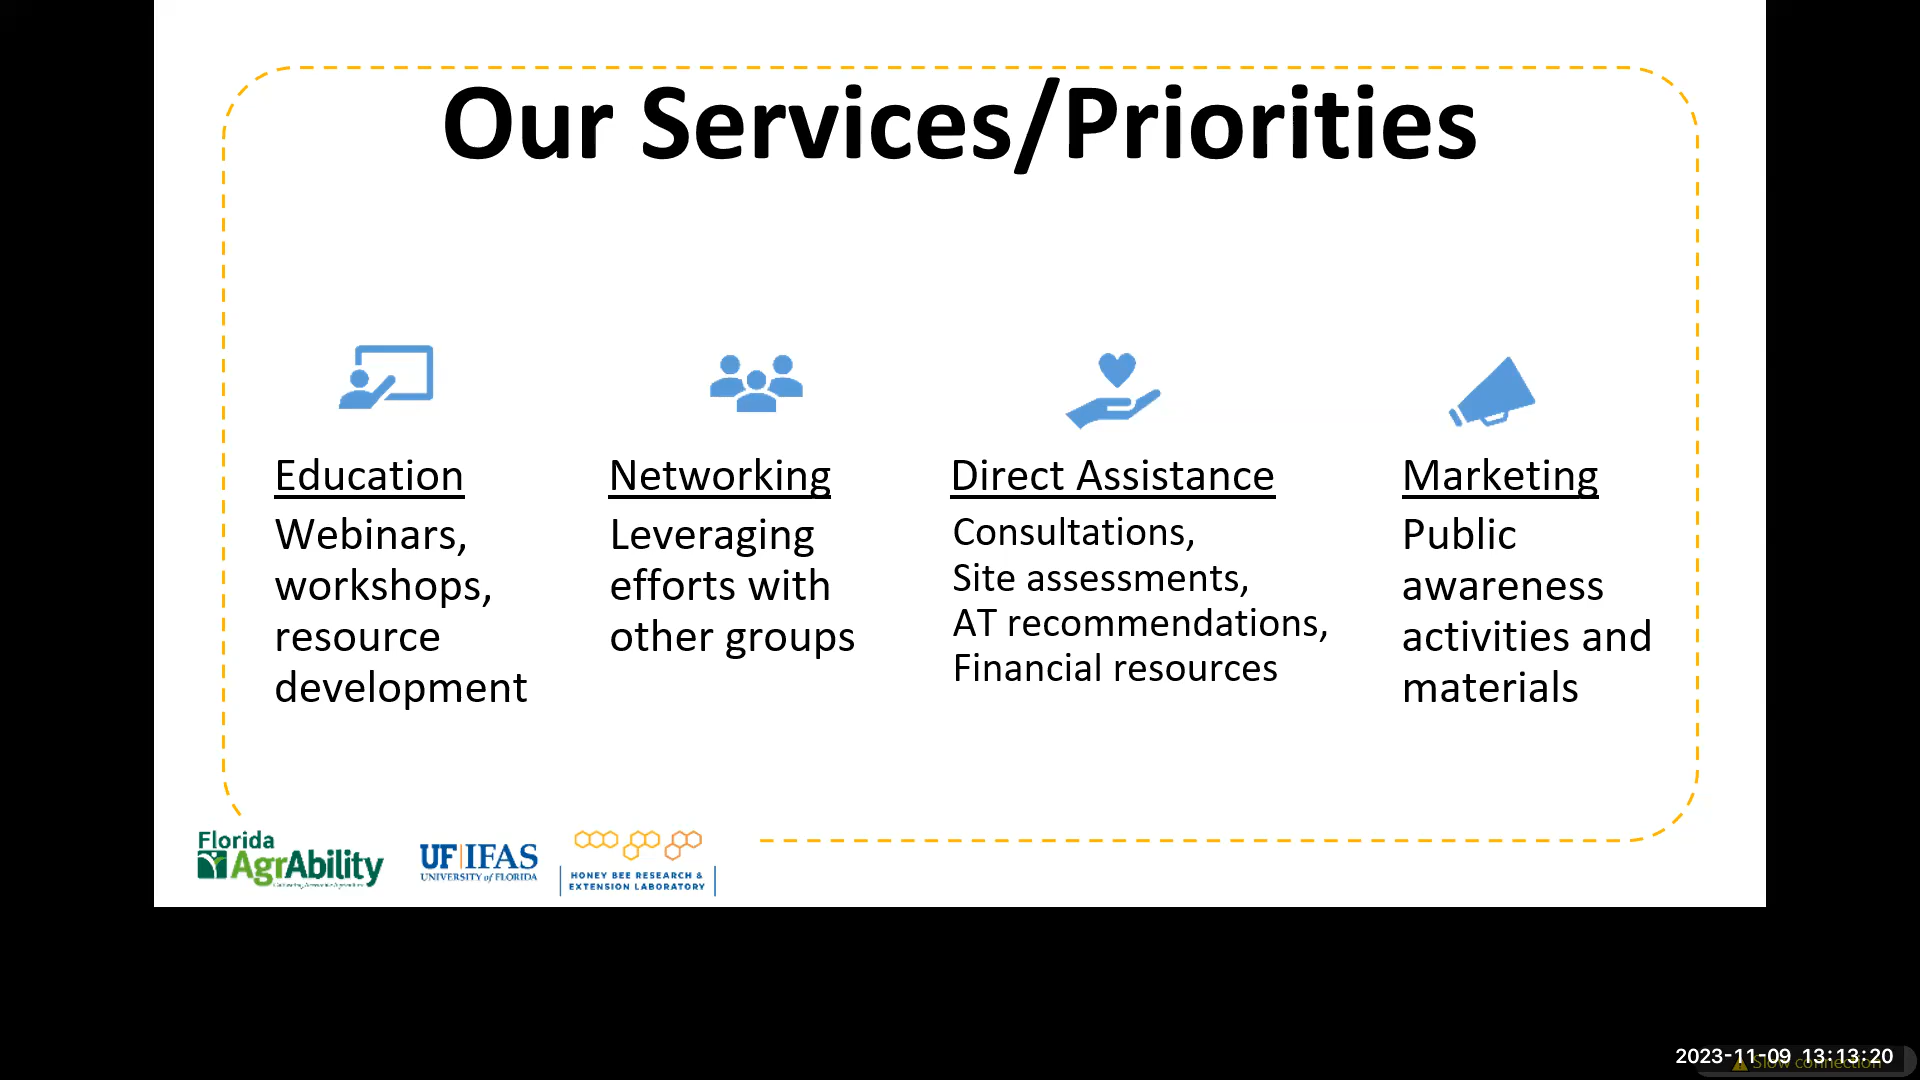 Our Services/Priorities
Education
Webinars,
workshops,
resource
development
Networking
Leveraging
efforts with
other groups
Direct Assistance
Consultations,
Site assessments,
AT recommendations,
Financial resources
Marketing
Public
awareness
activities and
materials
Florida
AgrAbility
UF|IFAS
UNIVERSITY of FLORIDA
HONEY BEE RESEARCH &
EXTENSION LABORATORY
2023-11-09 13:13:20
Slow connection